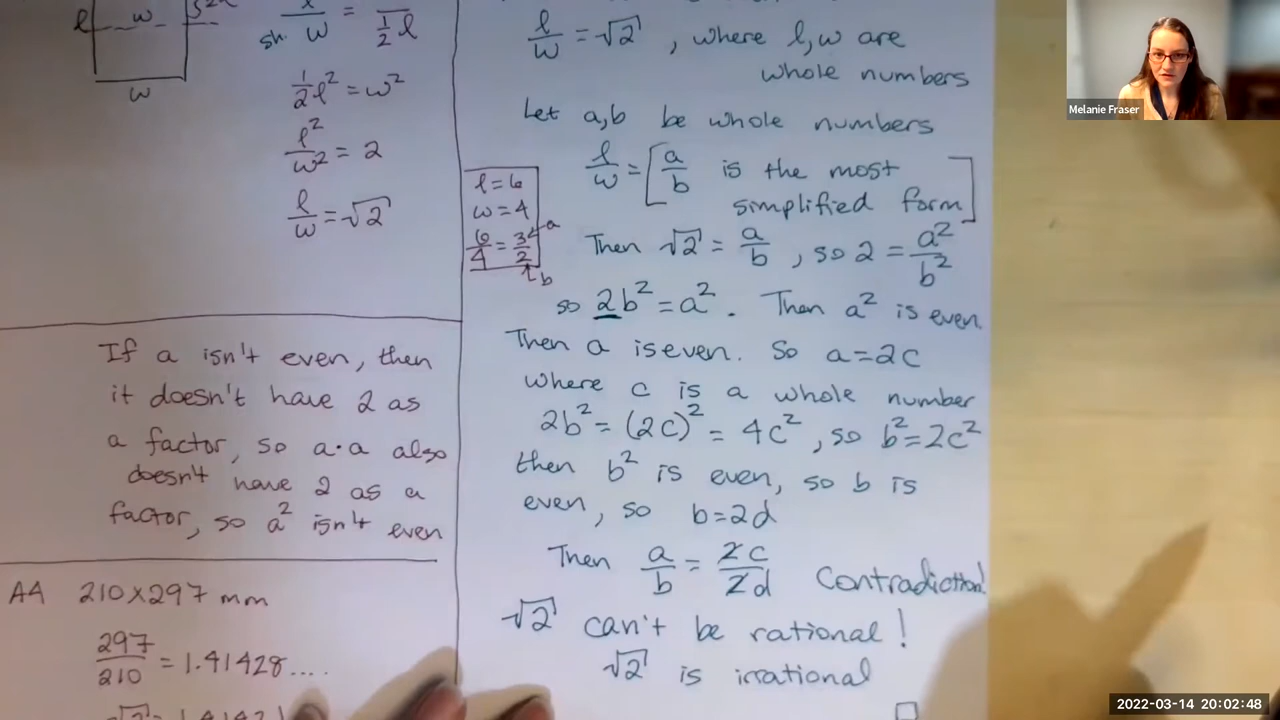 l w
w
l/w = 1/(1/2 l)
sh.
1/2 l² = w²
l²/w² = 2
l/w = √2
If a isn't even, then
it doesn't have 2 as
a factor, so a·a also
doesn't have 2 as a
factor, so a² isn't even
A4 210×297 mm
297/210 = 1.41428....
l/w = √2, where l,w are
whole numbers
Let a,b be whole numbers
l/w = [a/b is the most
simplified form]
l=6
w=4
6/4 = 3/2
a
b
Then √2 = a/b, so 2 = a²/b²
so 2b² = a². Then a² is even.
Then a is even. So a=2c
where c is a whole number
2b² = (2c)² = 4c², so b²=2c²
then b² is even, so b is
even, so b=2d
Then a/b = 2c/2d Contradiction!
√2 can't be rational!
√2 is irrational
Melanie Fraser
2022-03-14 20:02:48